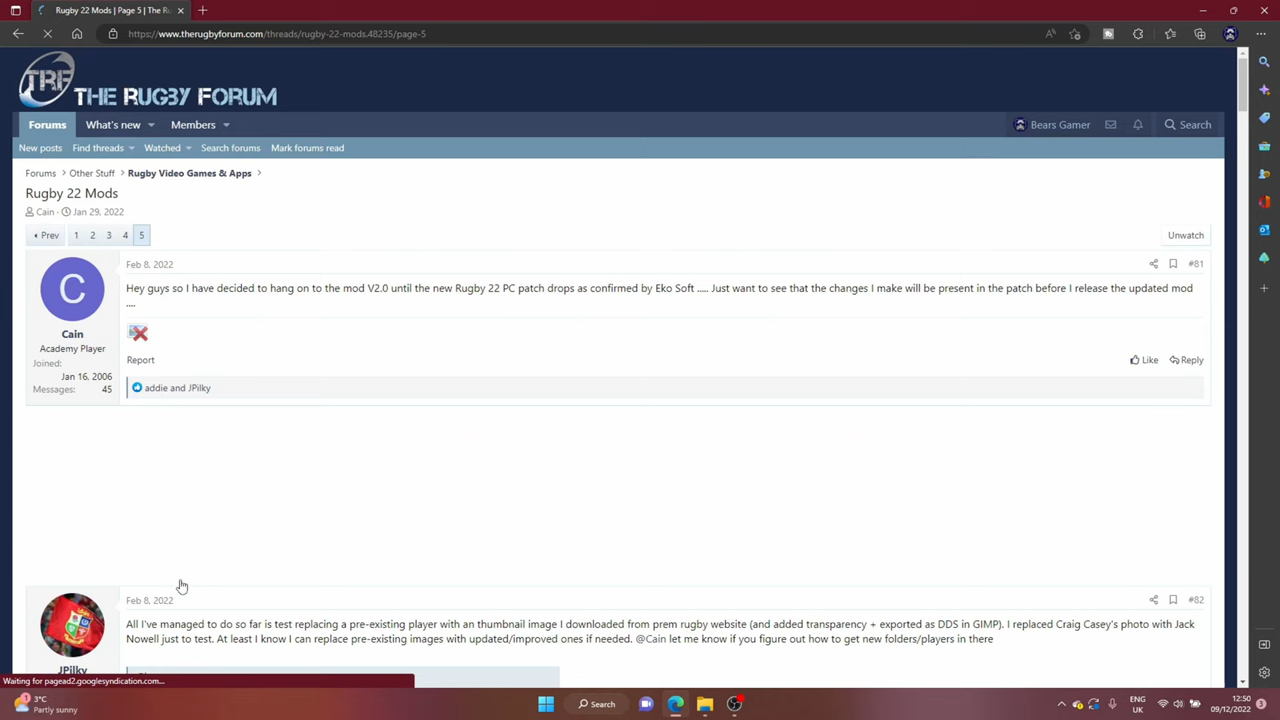 Rugby 22 Mods | Page 5 | The Ru
https://www.therugbyforum.com/threads/rugby-22-mods.48235/page-5
TRF THE RUGBY FORUM
Forums What's new Members Bears Gamer Search
New posts Find threads Watched Search forums Mark forums read
Forums > Other Stuff > Rugby Video Games & Apps >
Rugby 22 Mods
Cain · Jan 29, 2022
Prev 1 2 3 4 5 Unwatch
Feb 8, 2022 #81
C
Hey guys so I have decided to hang on to the mod V2.0 until the new Rugby 22 PC patch drops as confirmed by Eko Soft ..... Just want to see that the changes I make will be present in the patch before I release the updated mod
....
Cain
Academy Player
Joined:
Jan 16, 2006
Messages: 45
Report Like Reply
addie and JPilky
Feb 8, 2022 #82
All I've managed to do so far is test replacing a pre-existing player with an thumbnail image I downloaded from prem rugby website (and added transparency + exported as DDS in GIMP). I replaced Craig Casey's photo with Jack
Nowell just to test. At least I know I can replace pre-existing images with updated/improved ones if needed. @Cain let me know if you figure out how to get new folders/players in there
JPilky
Waiting for pagead2.googlesyndication.com...
3°C
Partly sunny
Search
ENG
UK
12:50
09/12/2022